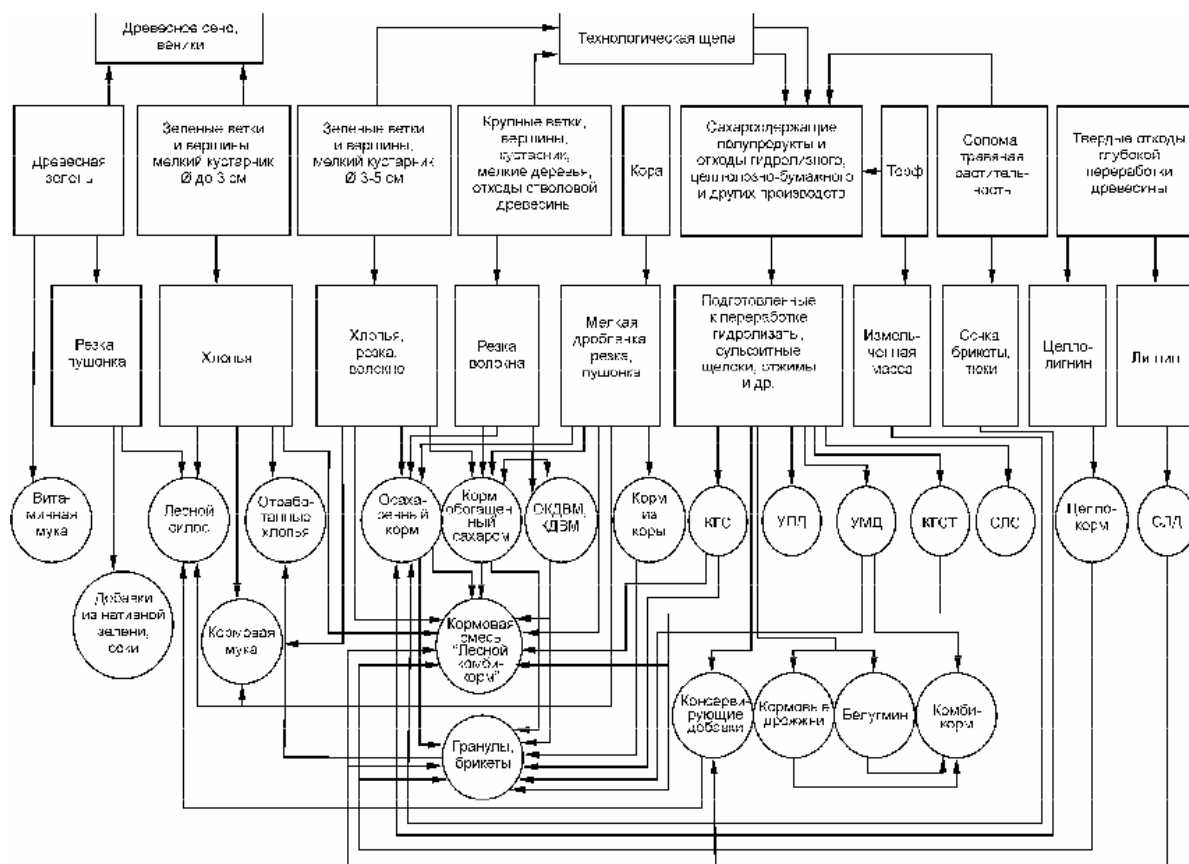 Древесное сено,
веники
Технологическая щепа
Древесная
зелень
Зеленые ветки
и вершины
мелкий кустарник
Ø до 3 см
Зеленые ветки
и вершины,
мелкий кустарник
Ø 3-5 см
Крупные ветки,
вершины,
кустарник,
мелкие деревья,
отходы стволовой
древесины
Кора
Сахаросдержащие
полупродукты и
отходы гидролизного,
целлюлозно-бумажного
и других производств
Торф
Солома
травяная
раститель-
ность
Твердые отходы
глубокой
переработки
древесины
Резка
пушонка
Хлопья
Хлопья,
резка,
волокно
Резка
волокна
Мелкая
дробленка
резка,
пушонка
Подготовленные
к переработке
гидролизаты,
сульфитные
щелоки, отжимы
и др.
Измель-
ченная
масса
Сечка
брикеты,
тюки
Целло-
лигнин
Лигнин
Вита-
минная
мука
Лесной
силос
Отрабо-
танные
хлопья
Осаха-
ренный
корм
Корм
обогащен-
ный
сахаром
ОКДВМ,
КДВМ
Корм
из
коры
КГС
УПД
УМД
КГСТ
СЛС
Целло-
корм
СЛД
Добавки
из нативной
зелени,
соки
Кормовая
мука
Кормовая
смесь
"Лесной
комби-
корм"
Консерви-
рующие
добавки
Кормовые
дрожжи
Белугмин
Комби-
корм
Гранулы,
брикеты